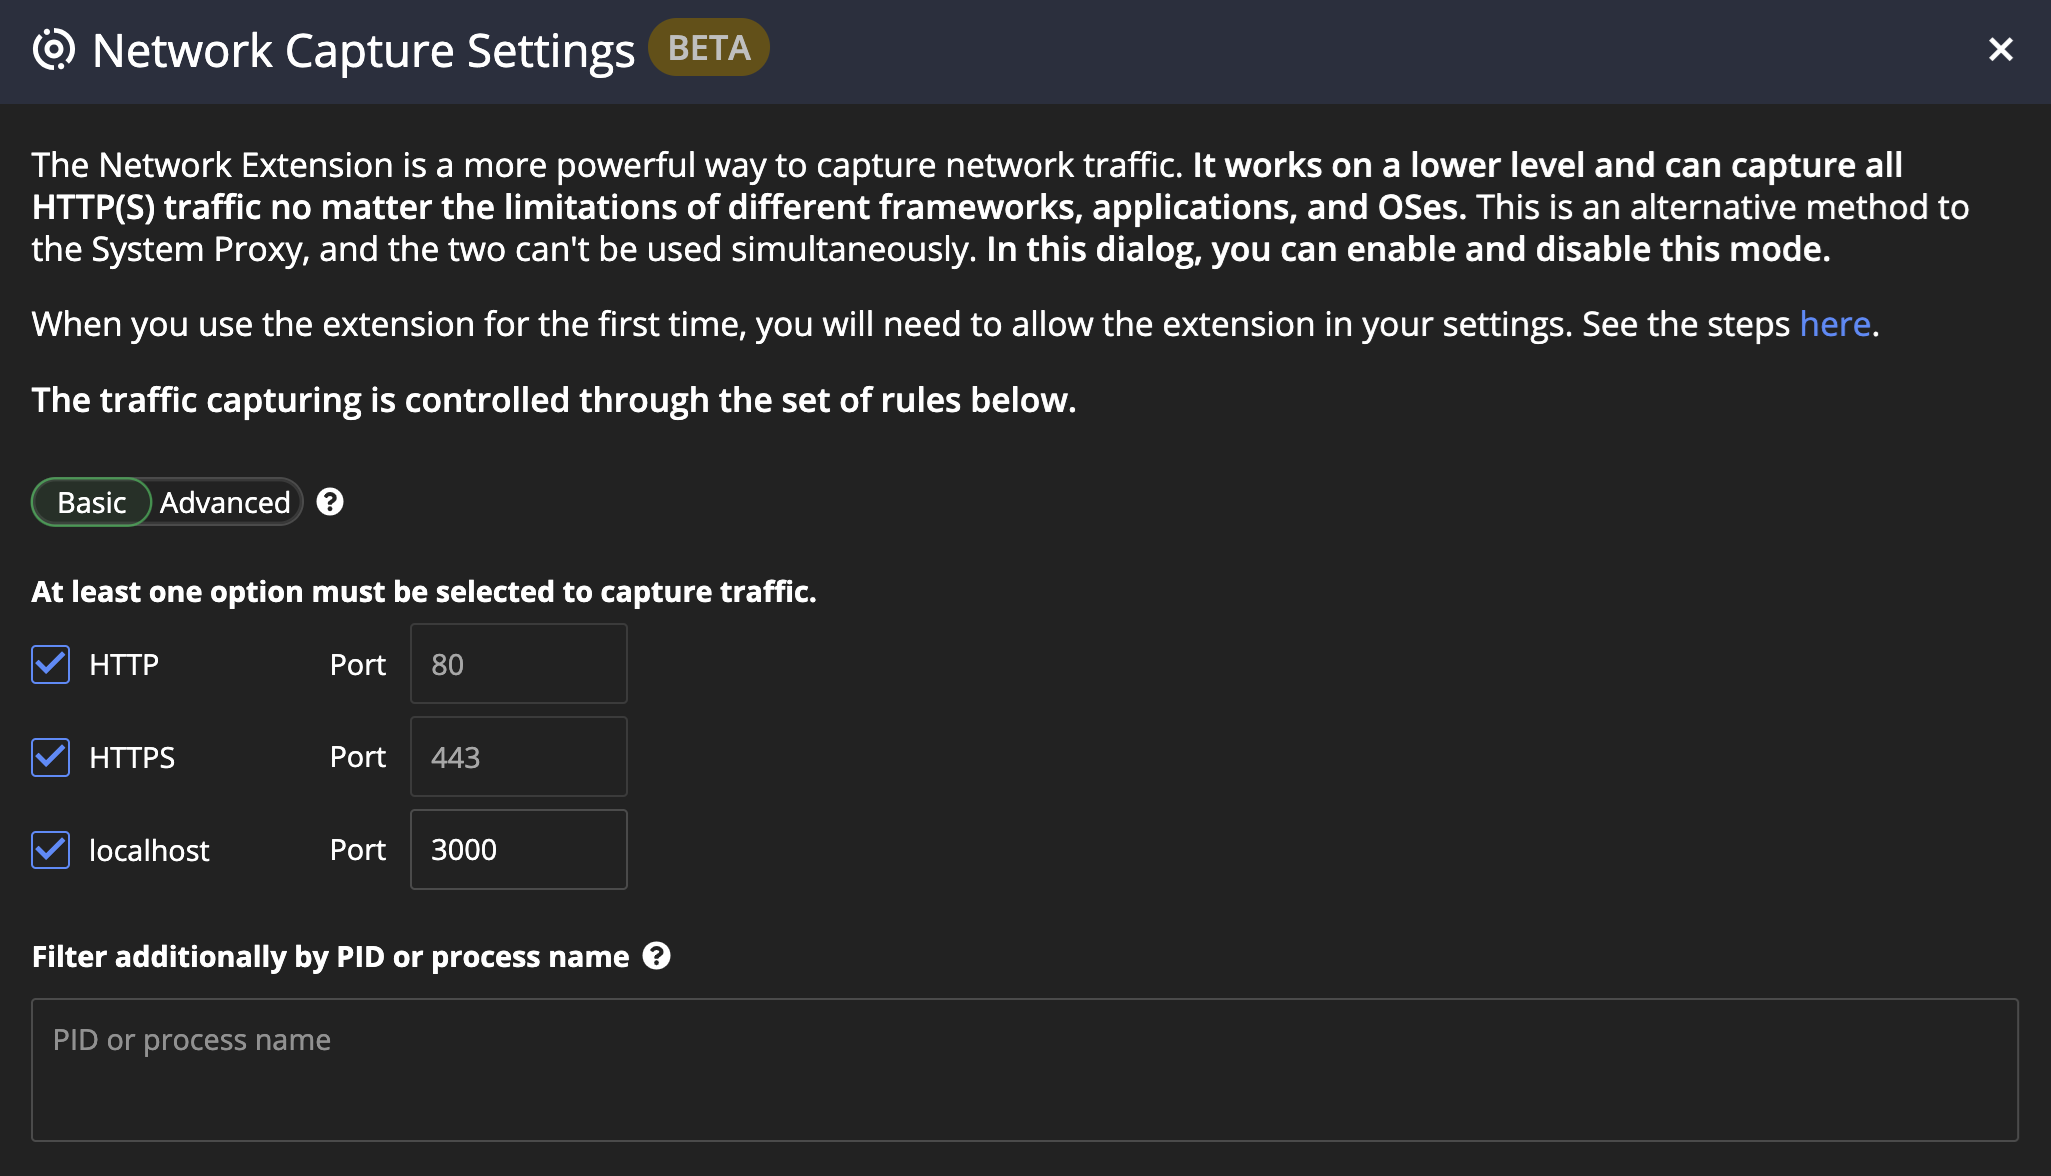 Network Capture Settings BETA
The Network Extension is a more powerful way to capture network traffic. It works on a lower level and can capture all
HTTP(S) traffic no matter the limitations of different frameworks, applications, and OSes. This is an alternative method to
the System Proxy, and the two can't be used simultaneously. In this dialog, you can enable and disable this mode.
When you use the extension for the first time, you will need to allow the extension in your settings. See the steps here.
The traffic capturing is controlled through the set of rules below.
Basic Advanced ?
At least one option must be selected to capture traffic.
HTTP Port 80
HTTPS Port 443
localhost Port 3000
Filter additionally by PID or process name ?
PID or process name